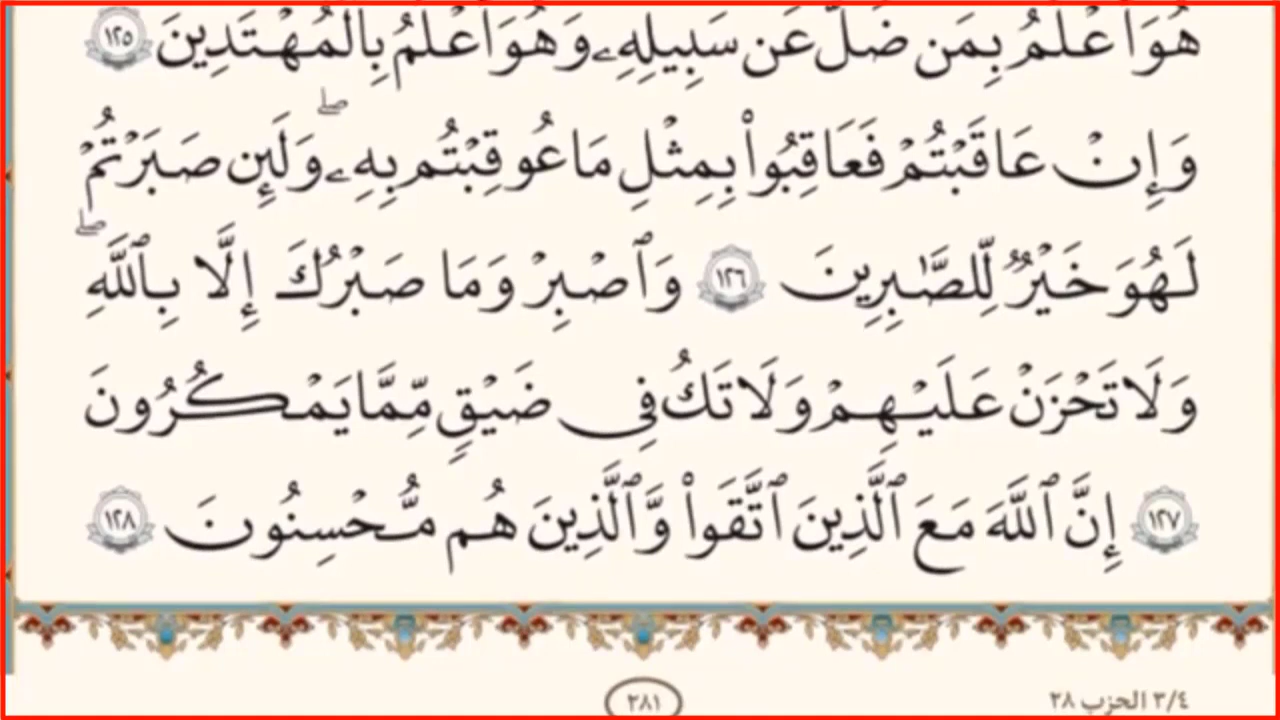 هُوَ أَعْلَمُ بِمَن ضَلَّ عَن سَبِيلِهِۦ وَهُوَ أَعْلَمُ بِٱلْمُهْتَدِينَ ١٢٥
وَإِنْ عَاقَبْتُمْ فَعَاقِبُوا۟ بِمِثْلِ مَا عُوقِبْتُم بِهِۦ ۖ وَلَئِن صَبَرْتُمْ
لَهُوَ خَيْرٌ لِّلصَّـٰبِرِينَ ١٢٦ وَٱصْبِرْ وَمَا صَبْرُكَ إِلَّا بِٱللَّهِ ۖ
وَلَا تَحْزَنْ عَلَيْهِمْ وَلَا تَكُ فِى ضَيْقٍ مِّمَّا يَمْكُرُونَ
١٢٧ إِنَّ ٱللَّهَ مَعَ ٱلَّذِينَ ٱتَّقَوا۟ وَّٱلَّذِينَ هُم مُّحْسِنُونَ ١٢٨
٣/٤ الحزب ٢٨
٢٨١